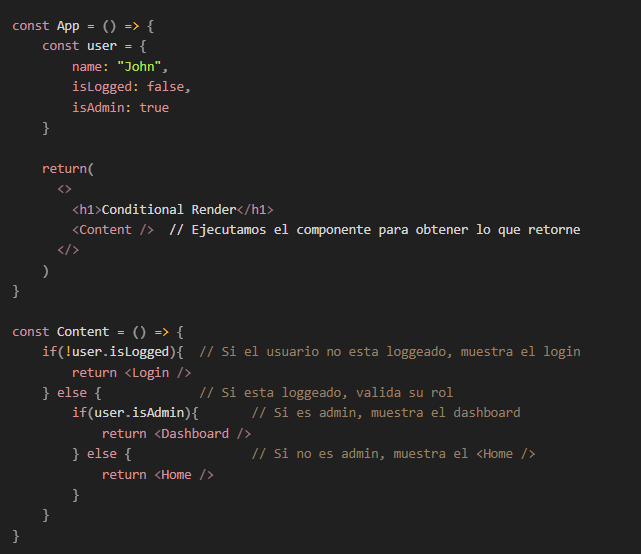 const App = () => {
    const user = {
        name: "John",
        isLogged: false,
        isAdmin: true
    }

    return(
      <>
        <h1>Conditional Render</h1>
        <Content />  // Ejecutamos el componente para obtener lo que retorne
      </>
    )
}

const Content = () => {
    if(!user.isLogged){  // Si el usuario no esta loggeado, muestra el login
        return <Login />
    } else {             // Si esta loggeado, valida su rol
        if(user.isAdmin){       // Si es admin, muestra el dashboard
            return <Dashboard />
        } else {                // Si no es admin, muestra el <Home />
            return <Home />
        }
    }
}